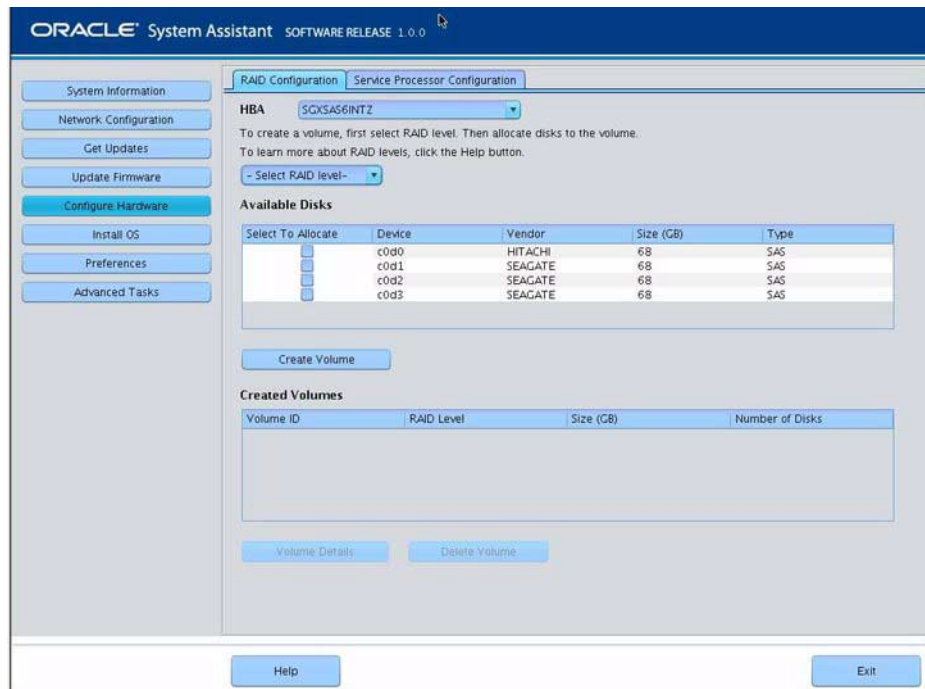 ORACLE System Assistant SOFTWARE RELEASE 1.0.0
System Information
Network Configuration
Get Updates
Update Firmware
Configure Hardware
Install OS
Preferences
Advanced Tasks
RAID Configuration Service Processor Configuration
HBA SGXSAS6INTZ
To create a volume, first select RAID level. Then allocate disks to the volume.
To learn more about RAID levels, click the Help button.
- Select RAID level-
Available Disks
Select To Allocate Device Vendor Size (GB) Type
c0d0 HITACHI 68 SAS
c0d1 SEAGATE 68 SAS
c0d2 SEAGATE 68 SAS
c0d3 SEAGATE 68 SAS
Create Volume
Created Volumes
Volume ID RAID Level Size (GB) Number of Disks
Volume Details Delete Volume
Help Exit